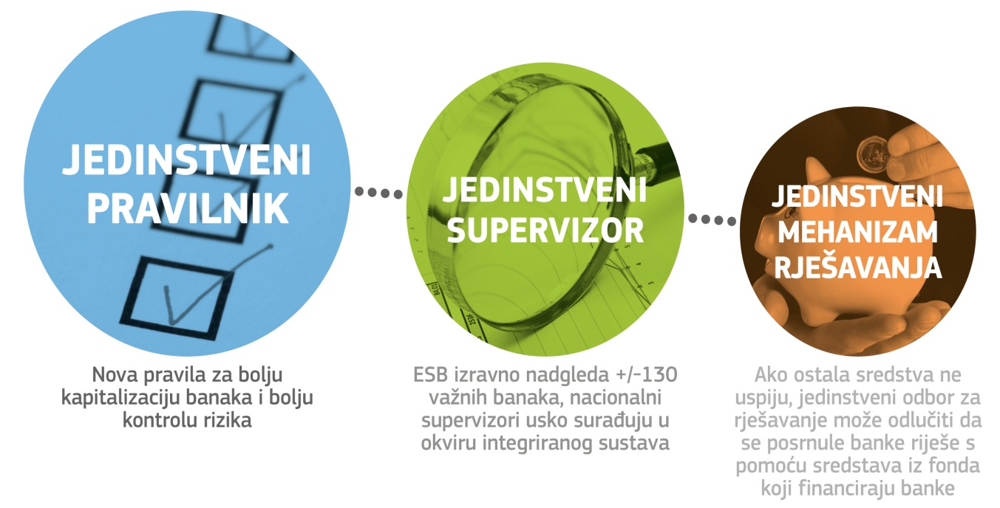 JEDINSTVENI
PRAVILNIK
Nova pravila za bolju
kapitalizaciju banaka i bolju
kontrolu rizika
JEDINSTVENI
SUPERVIZOR
ESB izravno nadgleda +/-130
važnih banaka, nacionalni
supervizori usko surađuju u
okviru integriranog sustava
JEDINSTVENI
MEHANIZAM
RJEŠAVANJA
Ako ostala sredstva ne
uspiju, jedinstveni odbor za
rješavanje može odlučiti da
se posrnule banke riješe s
pomoću sredstava iz fonda
koji financiraju banke